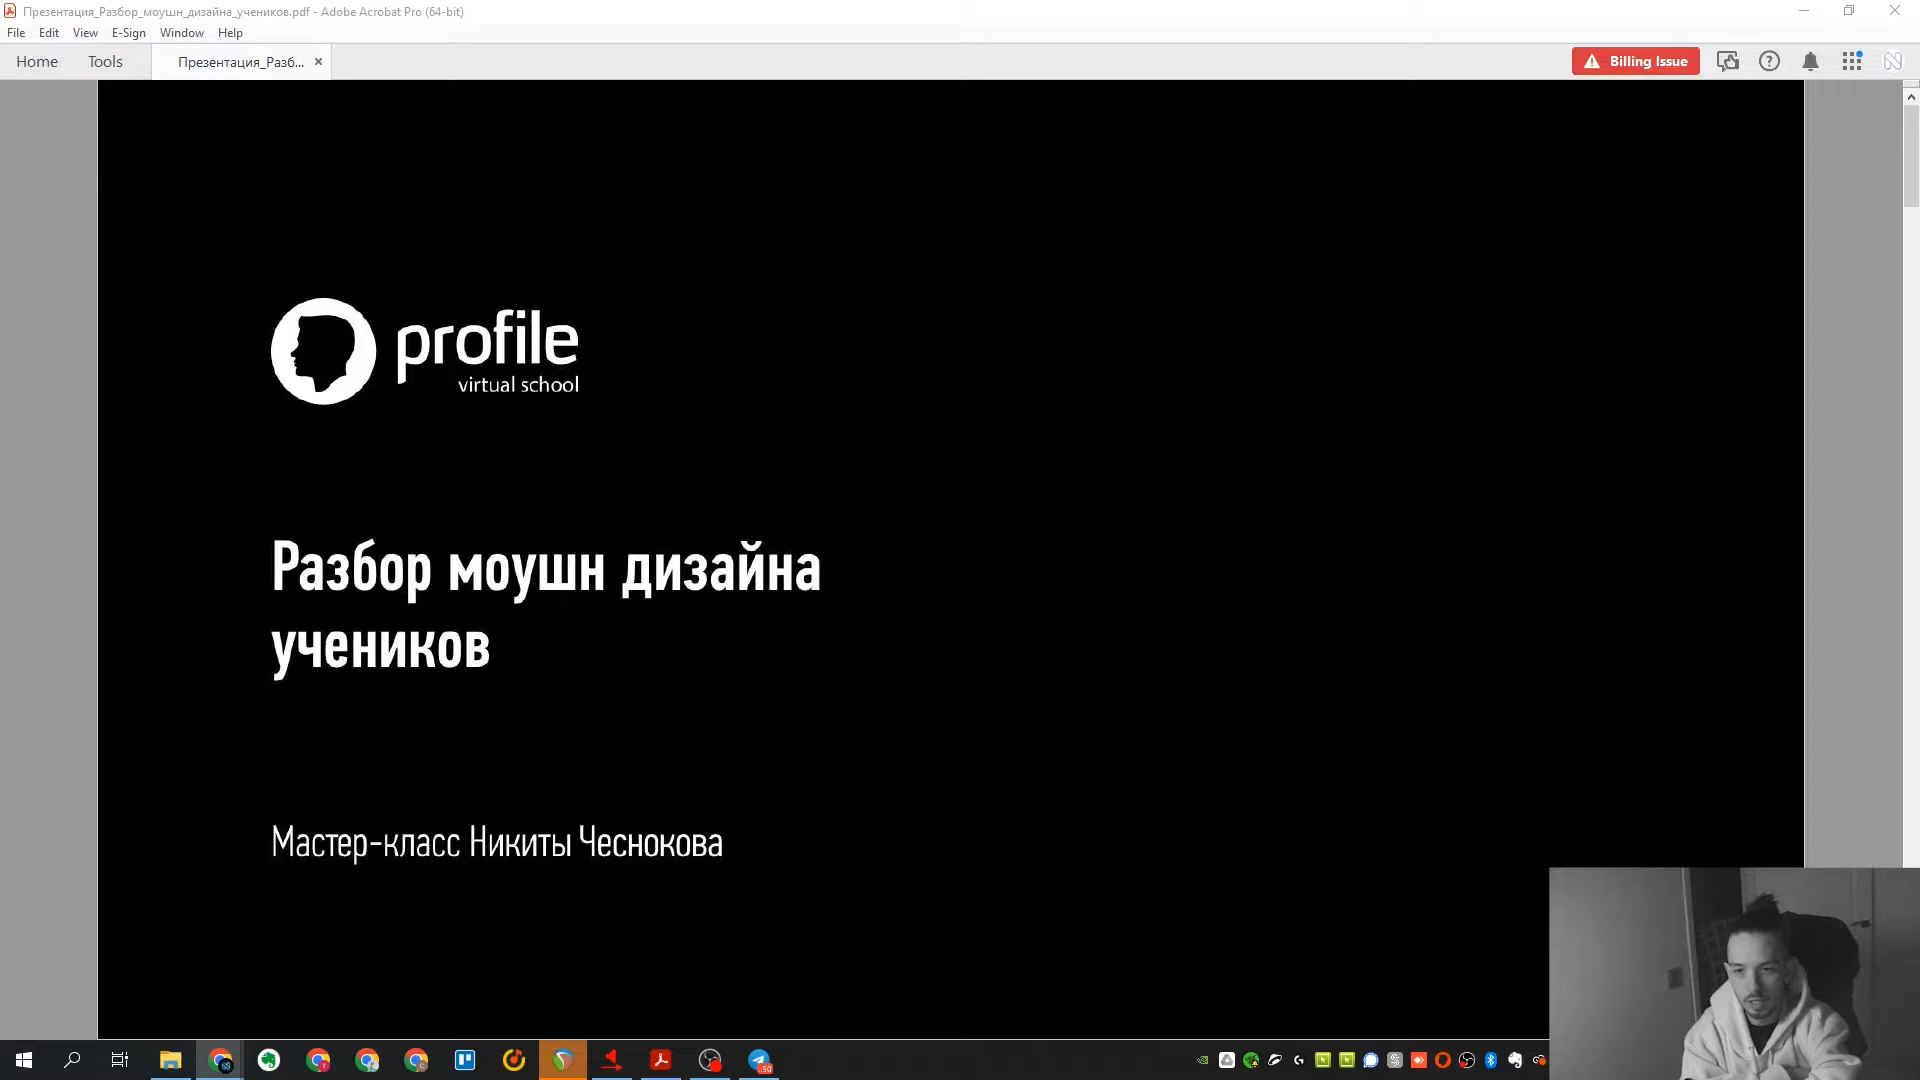 Презентация_Разбор_моушн_дизайна_учеников.pdf - Adobe Acrobat Pro (64-bit)
File Edit View E-Sign Window Help
Home Tools Презентация_Разб... Billing Issue
profile
virtual school
Разбор моушн дизайна
учеников
Мастер-класс Никиты Чеснокова